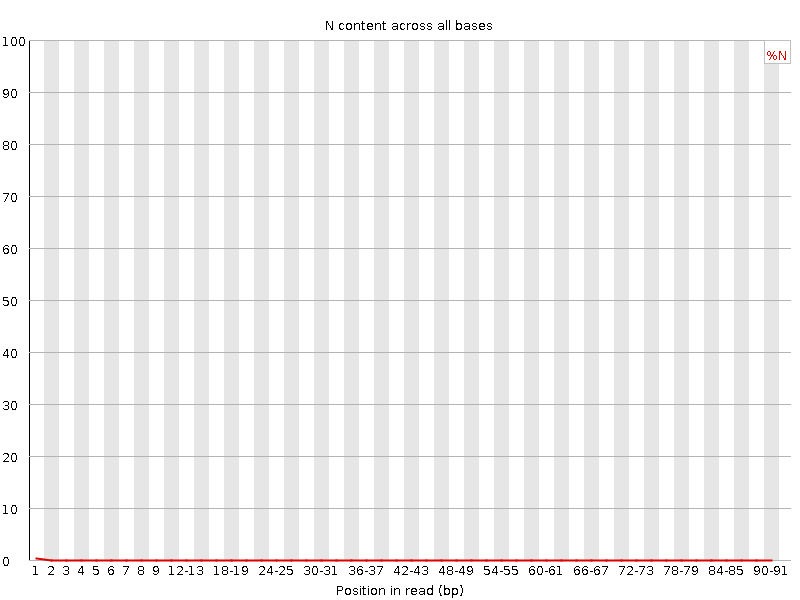 N content across all bases
%N
100
90
80
70
60
50
40
30
20
10
0
1 2 3 4 5 6 7 8 9 12-13 18-19 24-25 30-31 36-37 42-43 48-49 54-55 60-61 66-67 72-73 78-79 84-85 90-91
Position in read (bp)